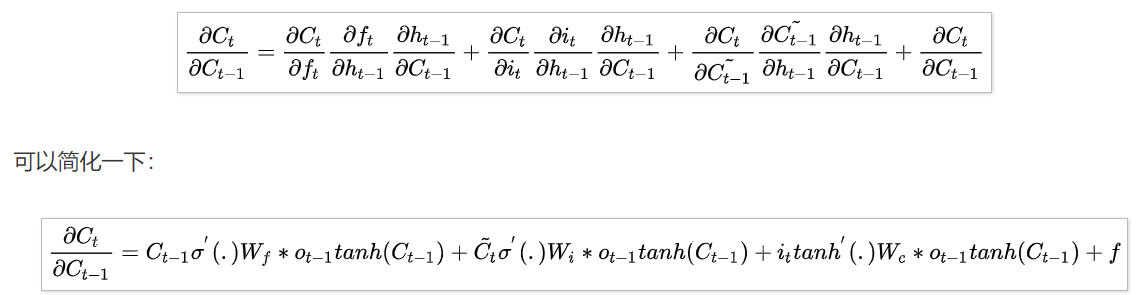 ∂C_t/∂C_{t−1} = ∂C_t/∂f_t ∂f_t/∂h_{t−1} ∂h_{t−1}/∂C_{t−1} + ∂C_t/∂i_t ∂i_t/∂h_{t−1} ∂h_{t−1}/∂C_{t−1} + ∂C_t/∂C̃_{t−1} ∂C̃_{t−1}/∂h_{t−1} ∂h_{t−1}/∂C_{t−1} + ∂C_t/∂C_{t−1}
可以简化一下：
∂C_t/∂C_{t−1} = C_{t−1}σ′(.)W_f * o_{t−1}tanh(C_{t−1}) + C̃_tσ′(.)W_i * o_{t−1}tanh(C_{t−1}) + i_ttanh′(.)W_c * o_{t−1}tanh(C_{t−1}) + f